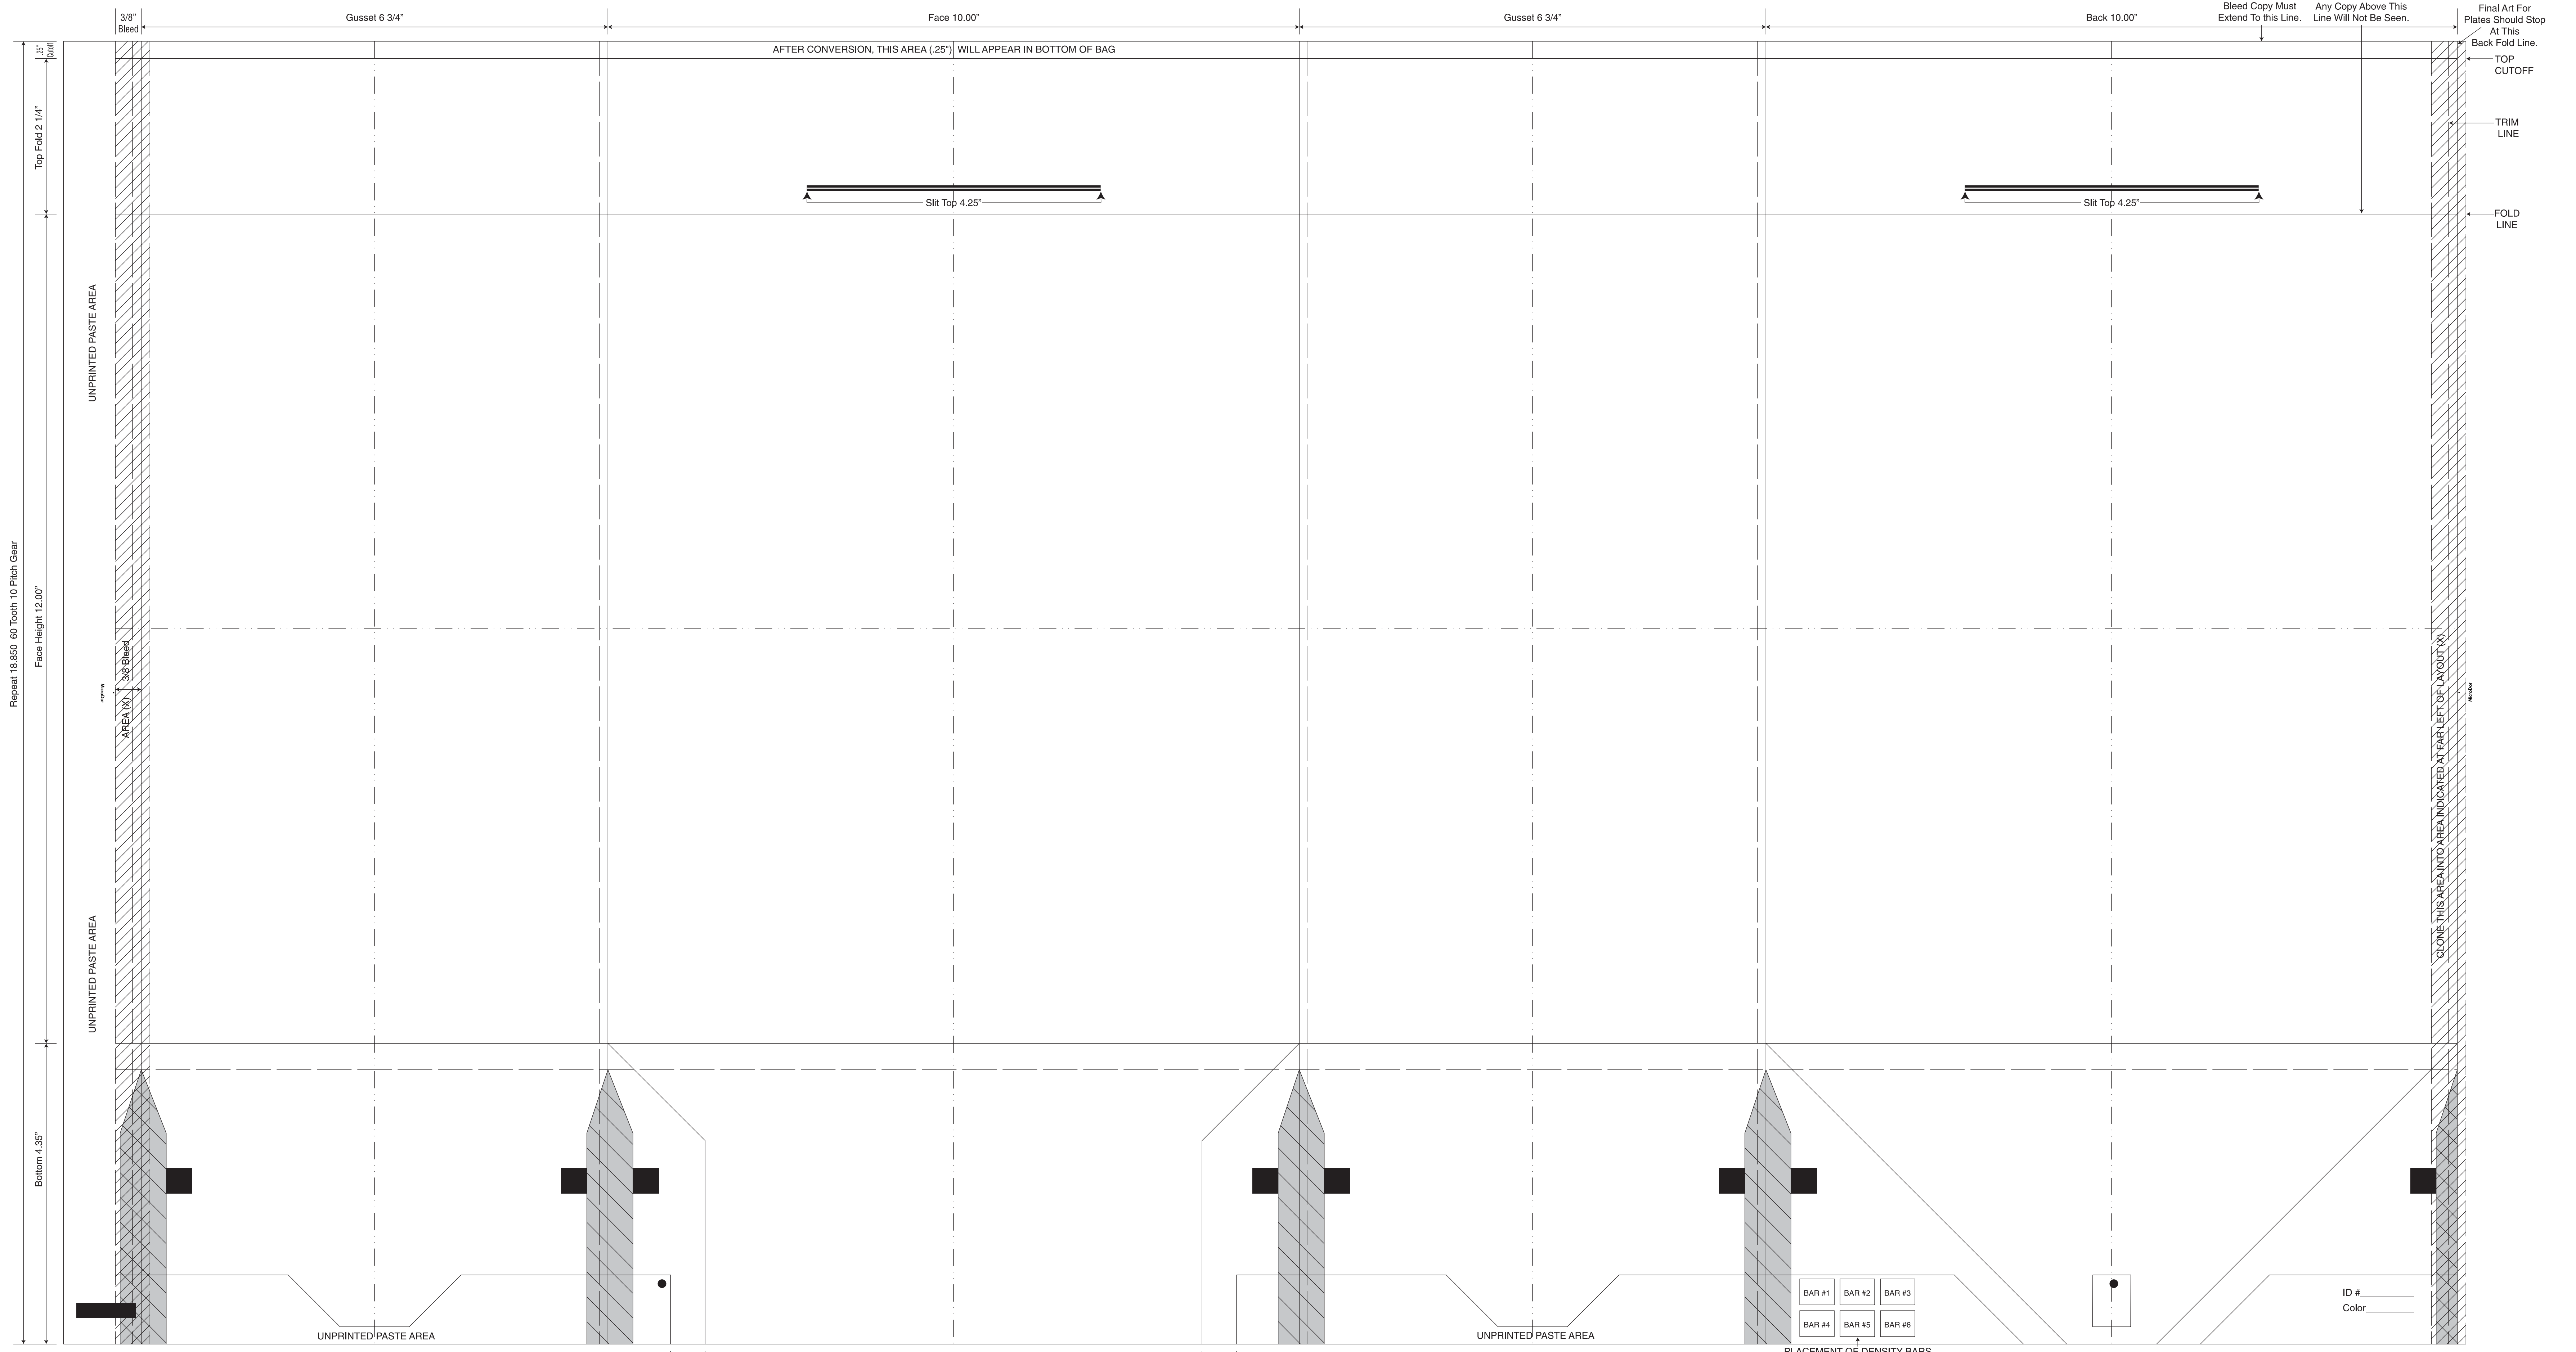 3/8"
Bleed
Gusset 6 3/4"
Face 10.00"
Gusset 6 3/4"
Back 10.00"
Bleed Copy Must
Extend To this Line.
Any Copy Above This
Line Will Not Be Seen.
Final Art For
Plates Should Stop
At This
Back Fold Line.
.25"
Cutoff
AFTER CONVERSION, THIS AREA (.25") WILL APPEAR IN BOTTOM OF BAG
TOP
CUTOFF
Top Fold 2 1/4"
TRIM
LINE
Slit Top 4.25"
Slit Top 4.25"
FOLD
LINE
UNPRINTED PASTE AREA
Repeat 18.850  60 Tooth 10 Pitch Gear
Face Height 12.00"
AREA (X)
3/8 Bleed
MicroDot
CLONE THIS AREA INTO AREA INDICATED AT FAR LEFT OF LAYOUT (X)
MicroDot
UNPRINTED PASTE AREA
Bottom 4.35"
BAR #1
BAR #2
BAR #3
BAR #4
BAR #5
BAR #6
ID #
Color
UNPRINTED PASTE AREA
UNPRINTED PASTE AREA
PLACEMENT OF DENSITY BARS